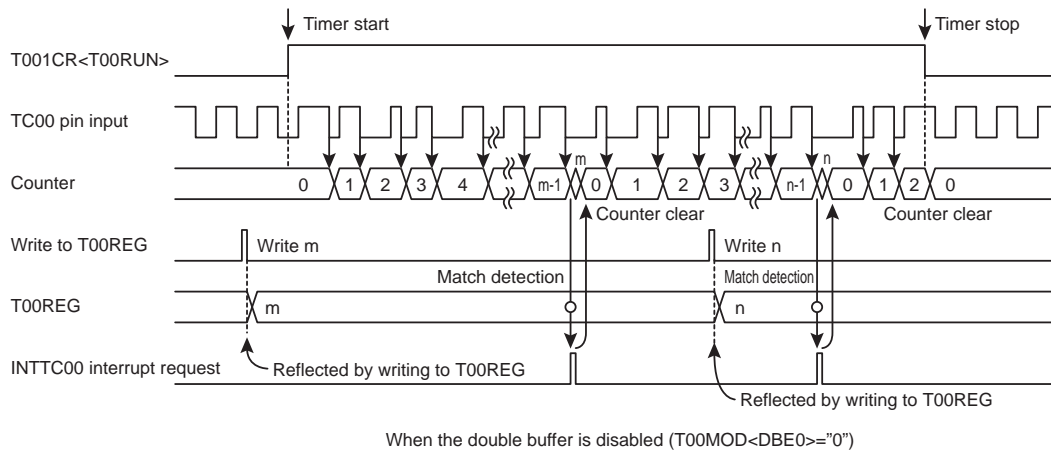 Timer start
Timer stop
T001CR<T00RUN>
TC00 pin input
m
n
Counter
0 1 2 3 4 m-1 0 1 2 3 n-1 0 1 2 0
Counter clear
Counter clear
Write to T00REG
Write m
Write n
Match detection
Match detection
T00REG
m
n
INTTC00 interrupt request
Reflected by writing to T00REG
Reflected by writing to T00REG
When the double buffer is disabled (T00MOD<DBE0>="0")